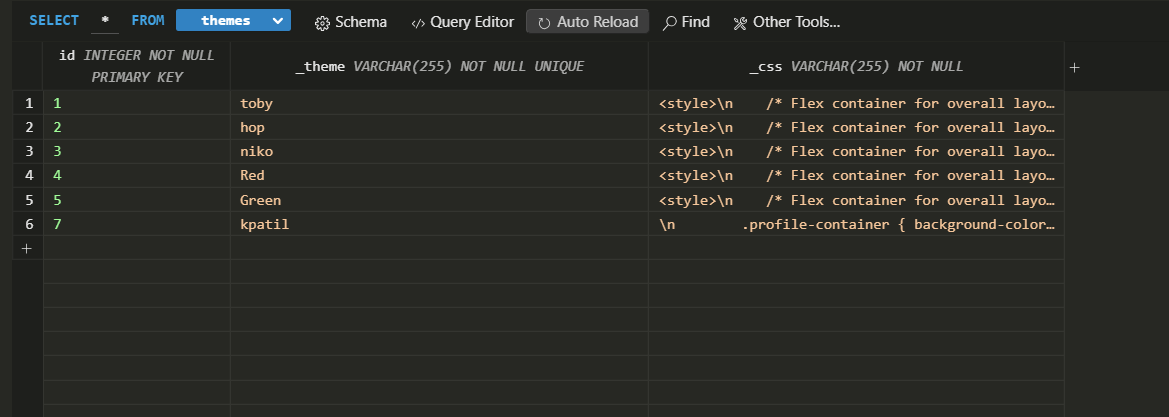 SELECT * FROM themes Schema Query Editor Auto Reload Find Other Tools...
id INTEGER NOT NULL PRIMARY KEY _theme VARCHAR(255) NOT NULL UNIQUE _css VARCHAR(255) NOT NULL +
1 1 toby <style>\n /* Flex container for overall layo…
2 2 hop <style>\n /* Flex container for overall layo…
3 3 niko <style>\n /* Flex container for overall layo…
4 4 Red <style>\n /* Flex container for overall layo…
5 5 Green <style>\n /* Flex container for overall layo…
6 7 kpatil \n .profile-container { background-color…
+